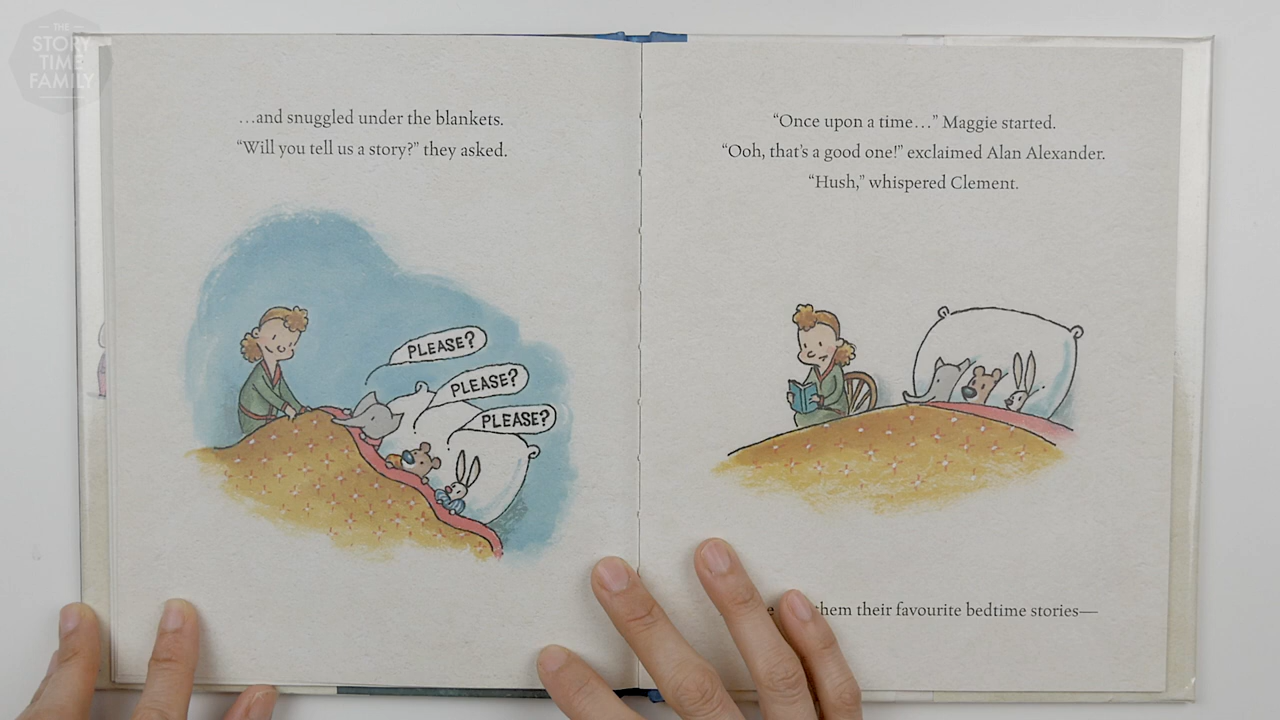 THE
STORY
TIME
FAMILY
…and snuggled under the blankets.
“Will you tell us a story?” they asked.
PLEASE?
PLEASE?
PLEASE?
“Once upon a time…” Maggie started.
“Ooh, that’s a good one!” exclaimed Alan Alexander.
“Hush,” whispered Clement.
them their favourite bedtime stories—